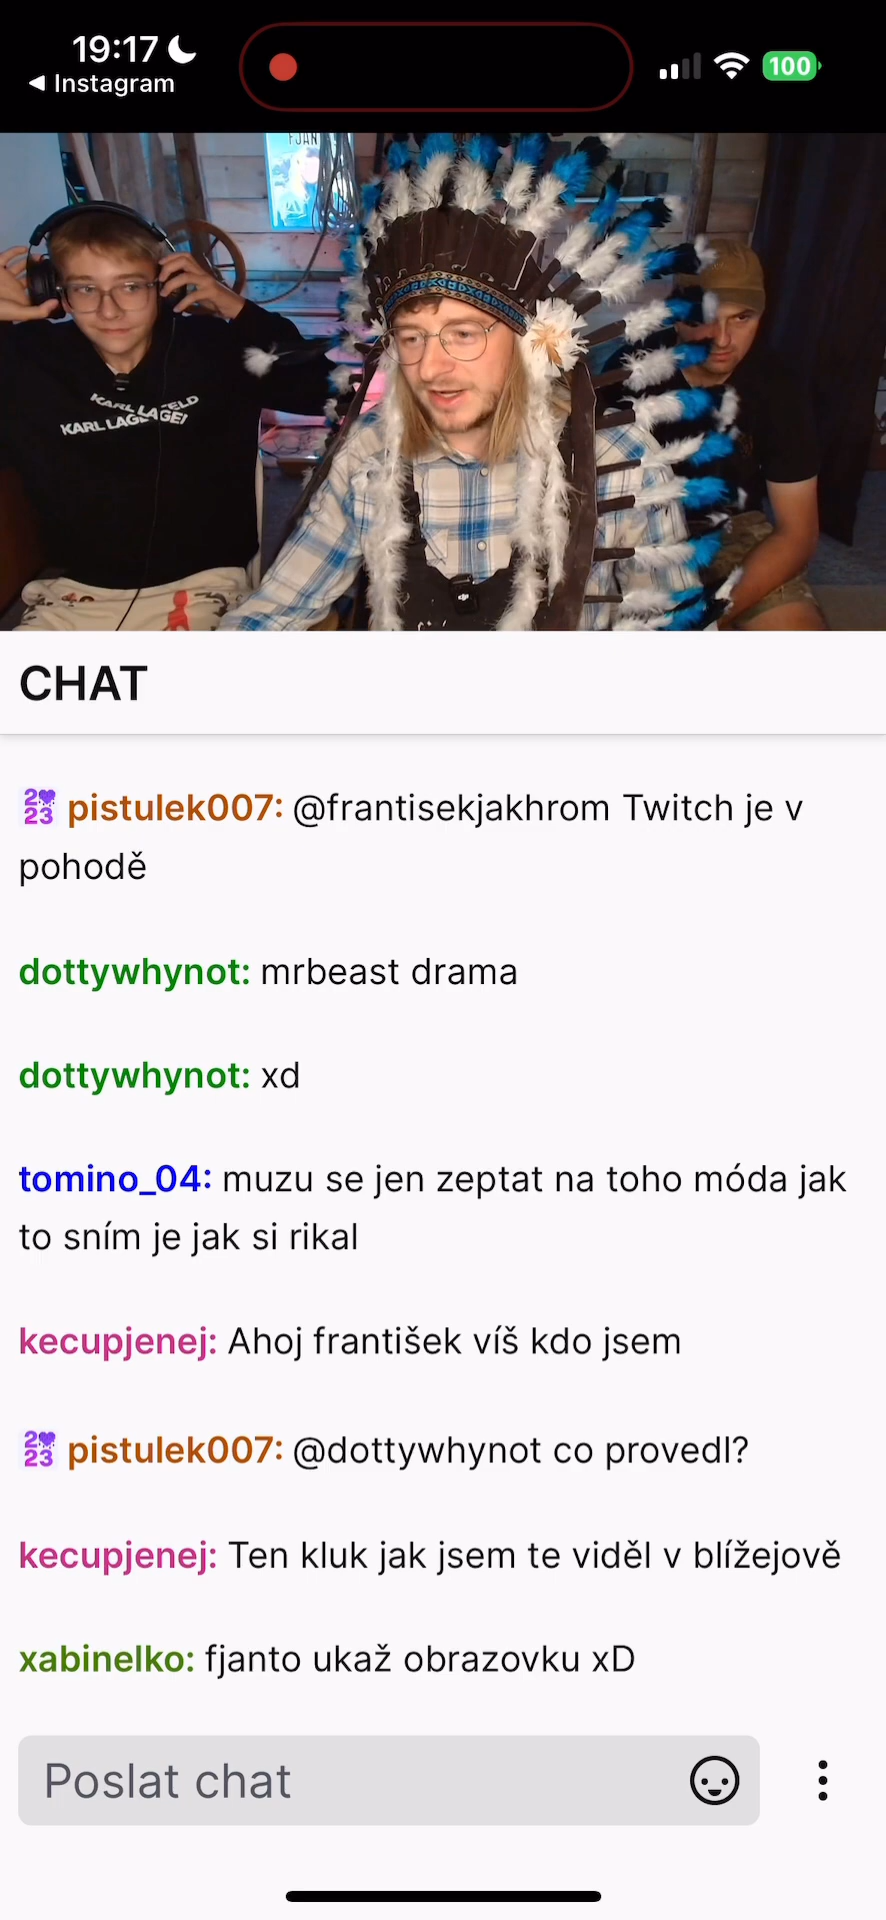 19:17
◀ Instagram
100
FJAN
KARL LAGERFELD
KARL LAGE
CHAT
pistulek007: @frantisekjakhrom Twitch je v
pohodě
dottywhynot: mrbeast drama
dottywhynot: xd
tomino_04: muzu se jen zeptat na toho móda jak
to sním je jak si rikal
kecupjenej: Ahoj františek víš kdo jsem
pistulek007: @dottywhynot co provedl?
kecupjenej: Ten kluk jak jsem te viděl v blížejově
xabinelko: fjanto ukaž obrazovku xD
Poslat chat